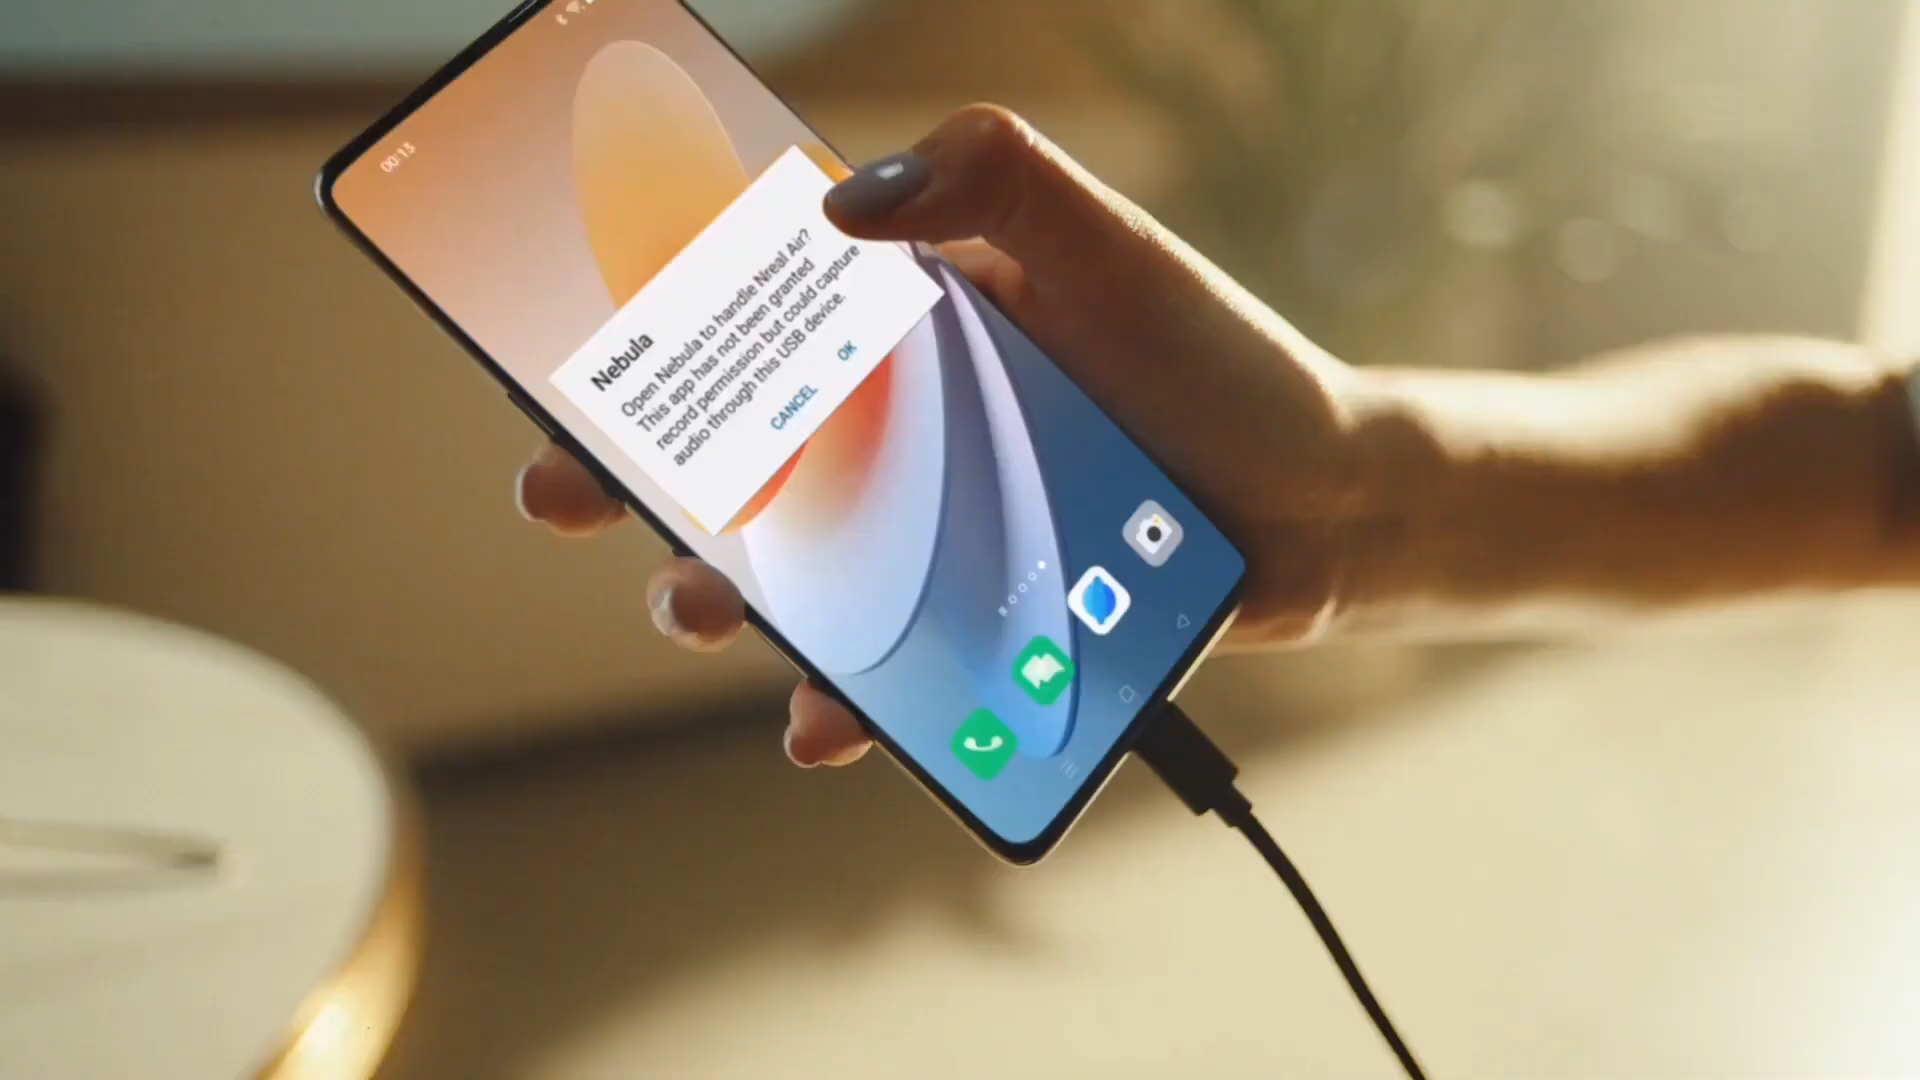 00:13
Nebula
Open Nebula to handle Nreal Air?
This app has not been granted
record permission but could capture
audio through this USB device.
CANCEL
OK